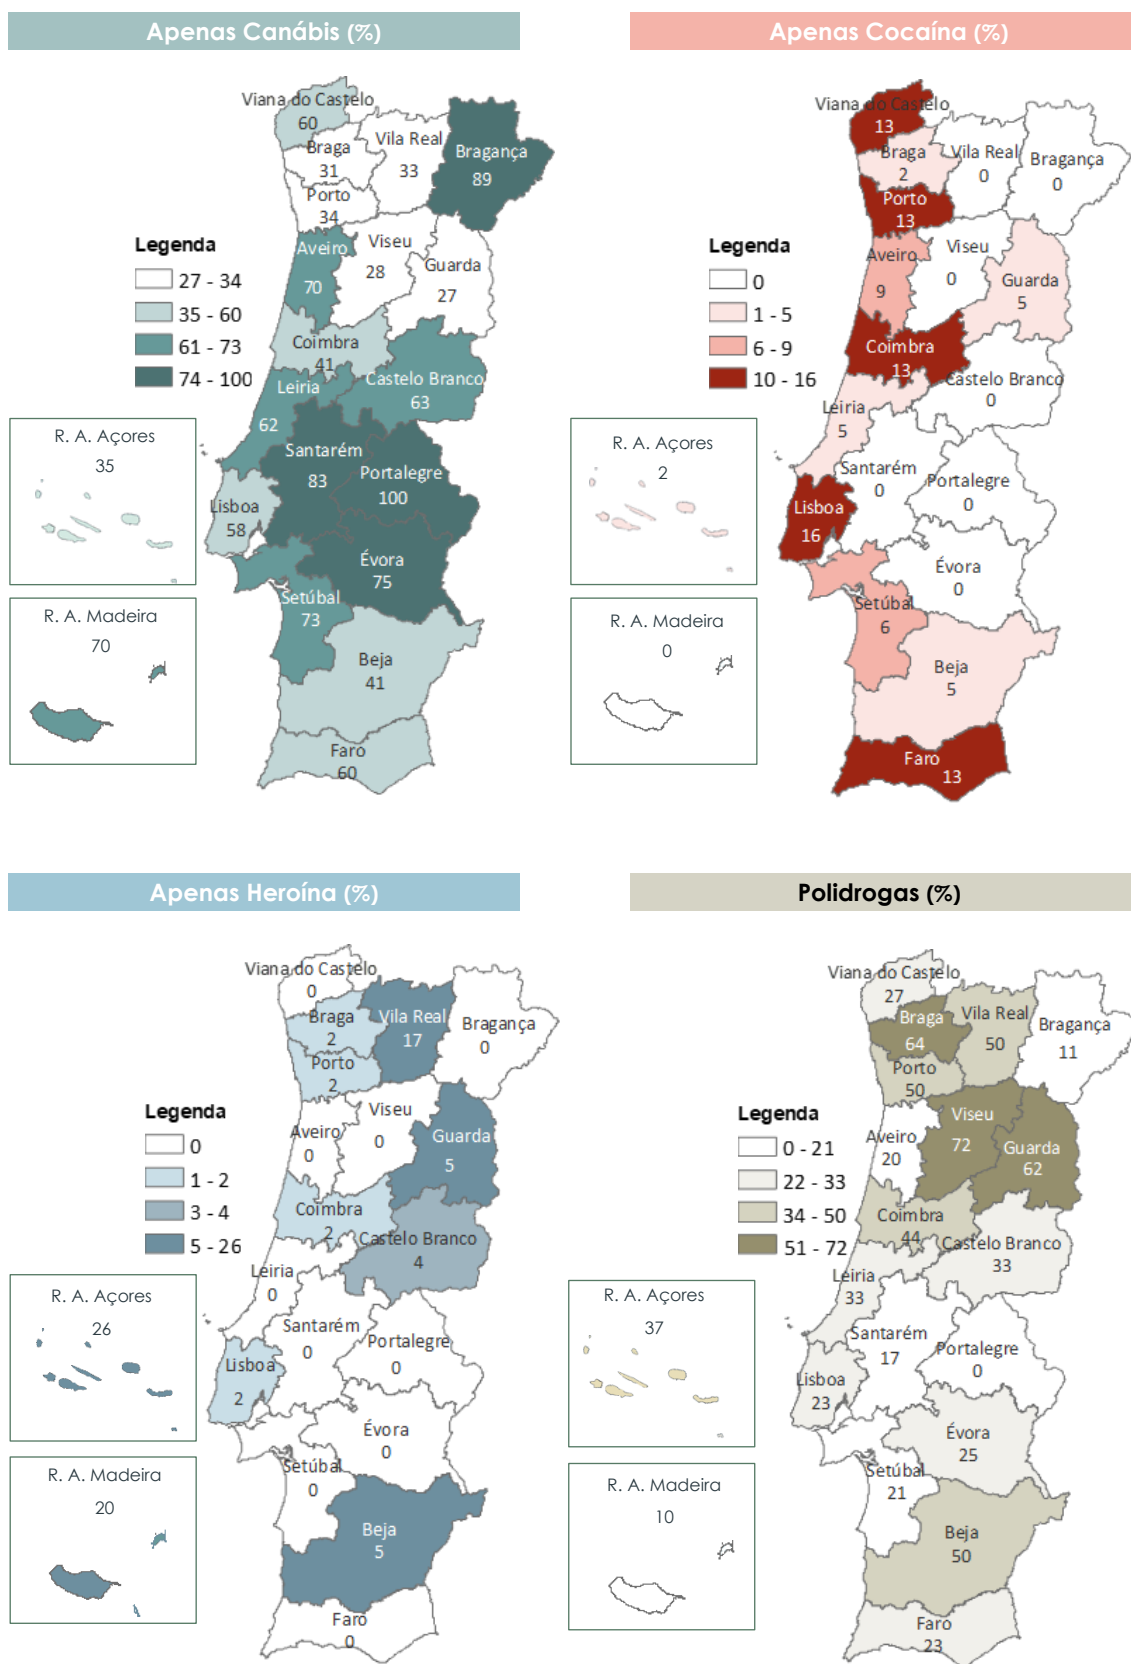 Apenas Canábis (%)
Viana do Castelo
60
Braga
31
Vila Real
33
Bragança
89
Porto
34
Legenda
27 - 34
35 - 60
61 - 73
74 - 100
Aveiro
70
Viseu
28
Guarda
27
Coimbra
41
Castelo Branco
63
Leiria
62
Santarém
83
Portalegre
100
Lisboa
58
Évora
75
Setúbal
73
Beja
41
Faro
60
R. A. Açores
35
R. A. Madeira
70
Apenas Cocaína (%)
Viana do Castelo
13
Braga
2
Vila Real
0
Bragança
0
Porto
13
Legenda
0
1 - 5
6 - 9
10 - 16
Aveiro
9
Viseu
0
Guarda
5
Coimbra
13
Castelo Branco
0
Leiria
5
Santarém
0
Portalegre
0
Lisboa
16
Évora
0
Setúbal
6
Beja
5
Faro
13
R. A. Açores
2
R. A. Madeira
0
Apenas Heroína (%)
Viana do Castelo
0
Braga
2
Vila Real
17
Bragança
0
Porto
2
Legenda
0
1 - 2
3 - 4
5 - 26
Aveiro
0
Viseu
0
Guarda
5
Coimbra
2
Castelo Branco
4
Leiria
0
Santarém
0
Portalegre
0
Lisboa
2
Évora
0
Setúbal
0
Beja
5
Faro
0
R. A. Açores
26
R. A. Madeira
20
Polidrogas (%)
Viana do Castelo
27
Braga
64
Vila Real
50
Bragança
11
Porto
50
Legenda
0 - 21
22 - 33
34 - 50
51 - 72
Aveiro
20
Viseu
72
Guarda
62
Coimbra
44
Castelo Branco
33
Leiria
33
Santarém
17
Portalegre
0
Lisboa
23
Évora
25
Setúbal
21
Beja
50
Faro
23
R. A. Açores
37
R. A. Madeira
10